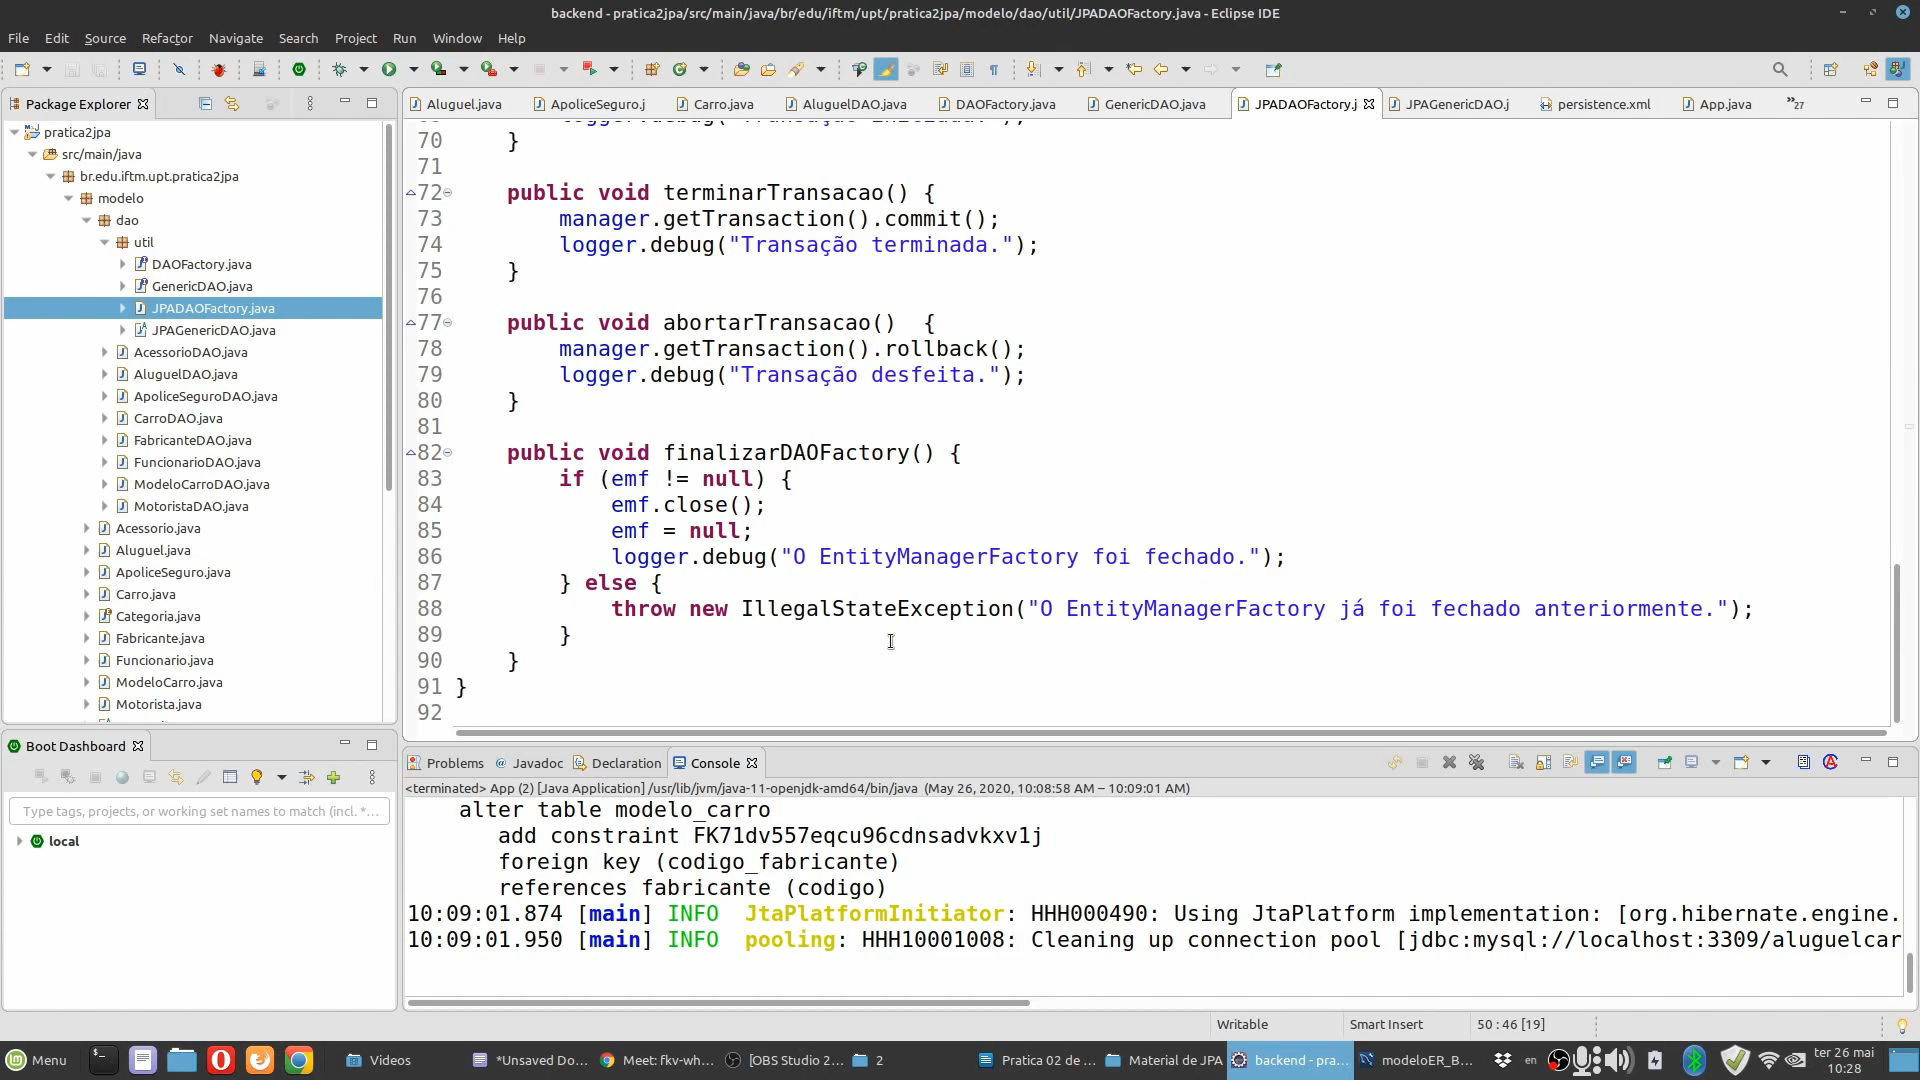 backend - pratica2jpa/src/main/java/br/edu/iftm/upt/pratica2jpa/modelo/dao/util/JPADAOFactory.java - Eclipse IDE
File Edit Source Refactor Navigate Search Project Run Window Help
Package Explorer
Aluguel.java ApoliceSeguro.j Carro.java AluguelDAO.java DAOFactory.java GenericDAO.java JPADAOFactory.j JPAGenericDAO.j persistence.xml App.java »27
pratica2jpa
src/main/java
br.edu.iftm.upt.pratica2jpa
modelo
dao
util
DAOFactory.java
GenericDAO.java
JPADAOFactory.java
JPAGenericDAO.java
AcessorioDAO.java
AluguelDAO.java
ApoliceSeguroDAO.java
CarroDAO.java
FabricanteDAO.java
FuncionarioDAO.java
ModeloCarroDAO.java
MotoristaDAO.java
Acessorio.java
Aluguel.java
ApoliceSeguro.java
Carro.java
Categoria.java
Fabricante.java
Funcionario.java
ModeloCarro.java
Motorista.java
70 }
71
72 public void terminarTransacao() {
73 manager.getTransaction().commit();
74 logger.debug("Transação terminada.");
75 }
76
77 public void abortarTransacao()  {
78 manager.getTransaction().rollback();
79 logger.debug("Transação desfeita.");
80 }
81
82 public void finalizarDAOFactory() {
83 if (emf != null) {
84 emf.close();
85 emf = null;
86 logger.debug("O EntityManagerFactory foi fechado.");
87 } else {
88 throw new IllegalStateException("O EntityManagerFactory já foi fechado anteriormente.");
89 }
90 }
91 }
92
Boot Dashboard
Type tags, projects, or working set names to match (incl. *...
local
Problems Javadoc Declaration Console
<terminated> App (2) [Java Application] /usr/lib/jvm/java-11-openjdk-amd64/bin/java (May 26, 2020, 10:08:58 AM – 10:09:01 AM)
alter table modelo_carro
add constraint FK71dv557eqcu96cdnsadvkxv1j
foreign key (codigo_fabricante)
references fabricante (codigo)
10:09:01.874 [main] INFO  JtaPlatformInitiator: HHH000490: Using JtaPlatform implementation: [org.hibernate.engine.
10:09:01.950 [main] INFO  pooling: HHH10001008: Cleaning up connection pool [jdbc:mysql://localhost:3309/aluguelcar
Writable Smart Insert 50 : 46 [19]
Menu Videos *Unsaved Do... Meet: fkv-wh... [OBS Studio 2... 2 Pratica 02 de ... Material de JPA backend - pra... modeloER_B... en ter 26 mai
10:28